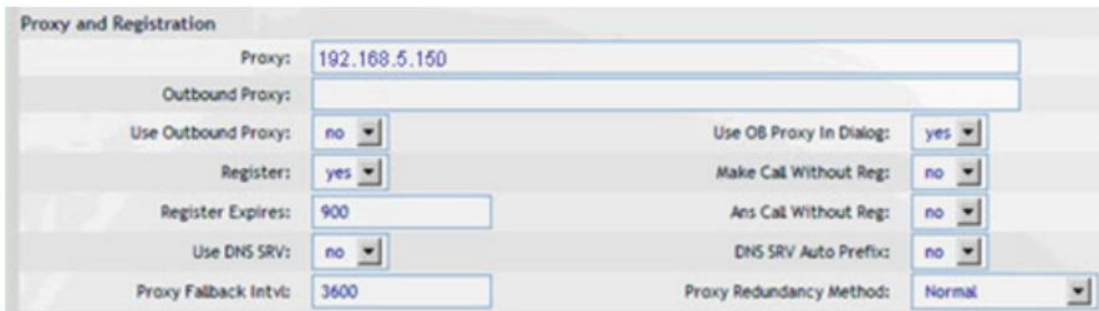 Proxy and Registration
Proxy: 192.168.5.150
Outbound Proxy:
Use Outbound Proxy: no Use OB Proxy In Dialog: yes
Register: yes Make Call Without Reg: no
Register Expires: 900 Ans Call Without Reg: no
Use DNS SRV: no DNS SRV Auto Prefix: no
Proxy Fallback Intvl: 3600 Proxy Redundancy Method: Normal